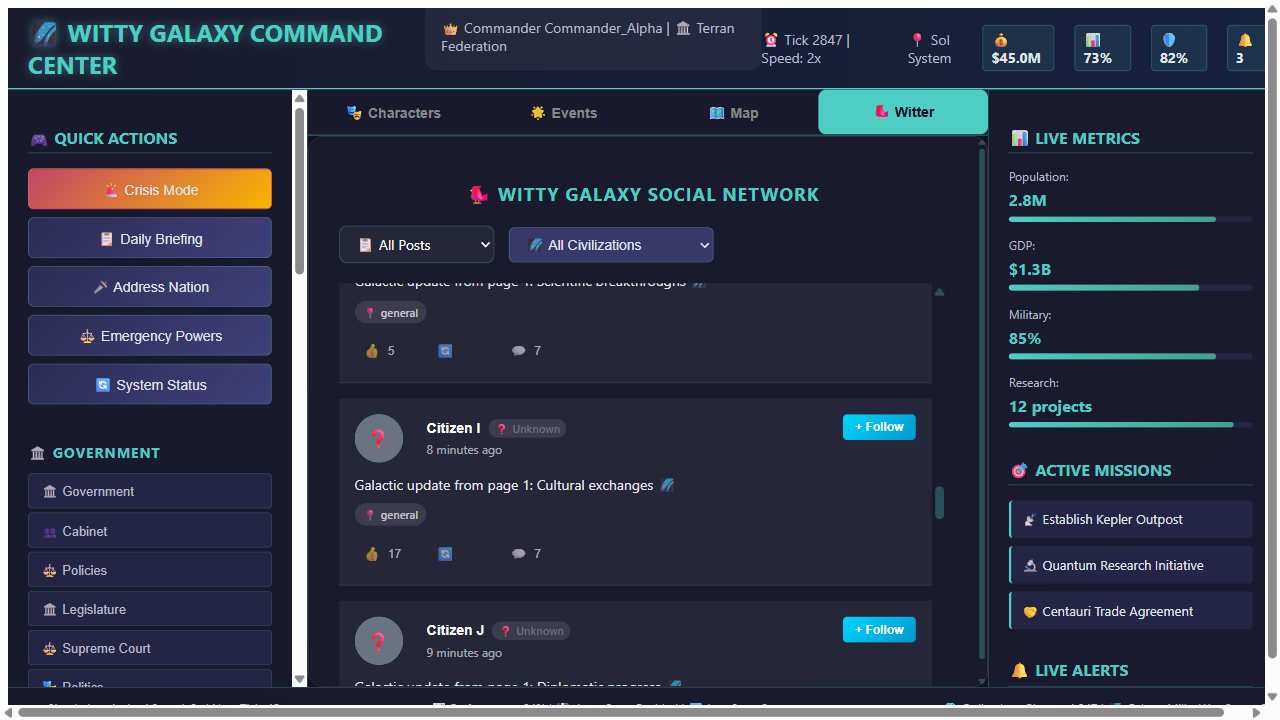 WITTY GALAXY COMMAND
CENTER
Commander Commander_Alpha | Terran
Federation
Tick 2847 |
Speed: 2x
Sol
System
$45.0M
73%
82%
3
QUICK ACTIONS
Crisis Mode
Daily Briefing
Address Nation
Emergency Powers
System Status
GOVERNMENT
Government
Cabinet
Policies
Legislature
Supreme Court
Politics
Characters
Events
Map
Witter
WITTY GALAXY SOCIAL NETWORK
All Posts
All Civilizations
Galactic update from page 1: Scientific breakthroughs
general
5
7
Citizen I
Unknown
+ Follow
8 minutes ago
Galactic update from page 1: Cultural exchanges
general
17
7
Citizen J
Unknown
+ Follow
9 minutes ago
Galactic update from page 1: Diplomatic progress
LIVE METRICS
Population:
2.8M
GDP:
$1.3B
Military:
85%
Research:
12 projects
ACTIVE MISSIONS
Establish Kepler Outpost
Quantum Research Initiative
Centauri Trade Agreement
LIVE ALERTS